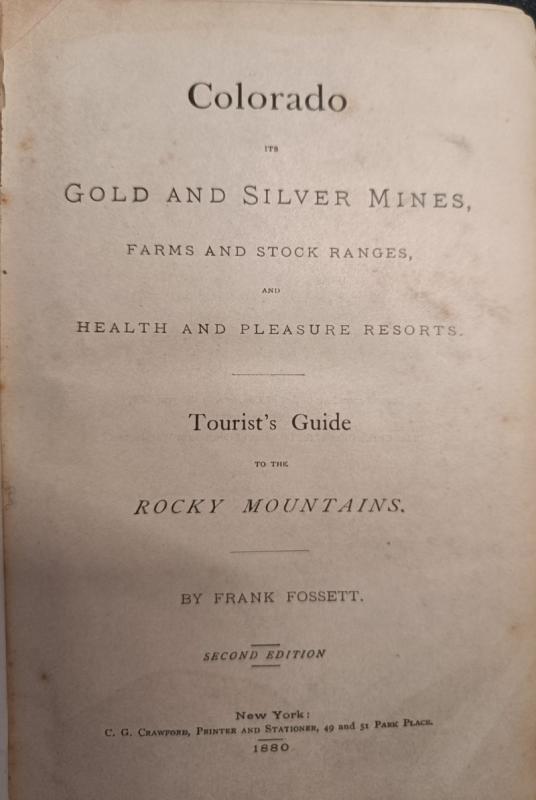 Colorado
ITS
GOLD AND SILVER MINES,
FARMS AND STOCK RANGES,
AND
HEALTH AND PLEASURE RESORTS.
Tourist's Guide
TO THE
ROCKY MOUNTAINS.
BY FRANK FOSSETT.
SECOND EDITION
New York:
C. G. CRAWFORD, PRINTER AND STATIONER, 49 and 51 PARK PLACE.
1880